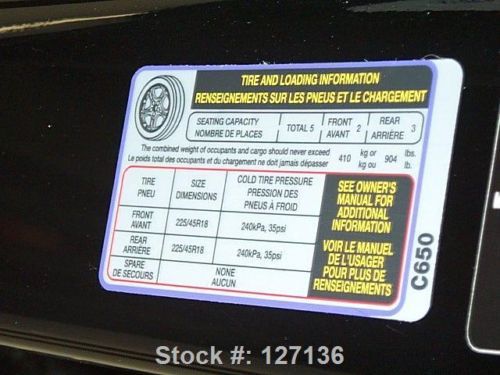 TIRE AND LOADING INFORMATION
RENSEIGNEMENTS SUR LES PNEUS ET LE CHARGEMENT
SEATING CAPACITY
NOMBRE DE PLACES
TOTAL 5
FRONT
AVANT 2
REAR
ARRIÈRE 3
The combined weight of occupants and cargo should never exceed 410 kg or 904 lbs.
Le poids total des occupants et du chargement ne doit jamais dépasser kg ou lb.
TIRE
PNEU
SIZE
DIMENSIONS
COLD TIRE PRESSURE
PRESSION DES
PNEUS À FROID
FRONT
AVANT
225/45R18
240kPa, 35psi
REAR
ARRIÈRE
225/45R18
240kPa, 35psi
SPARE
DE SECOURS
NONE
AUCUN
SEE OWNER'S
MANUAL FOR
ADDITIONAL
INFORMATION
VOIR LE MANUEL
DE L'USAGER
POUR PLUS DE
RENSEIGNEMENTS
C650
Stock #: 127136